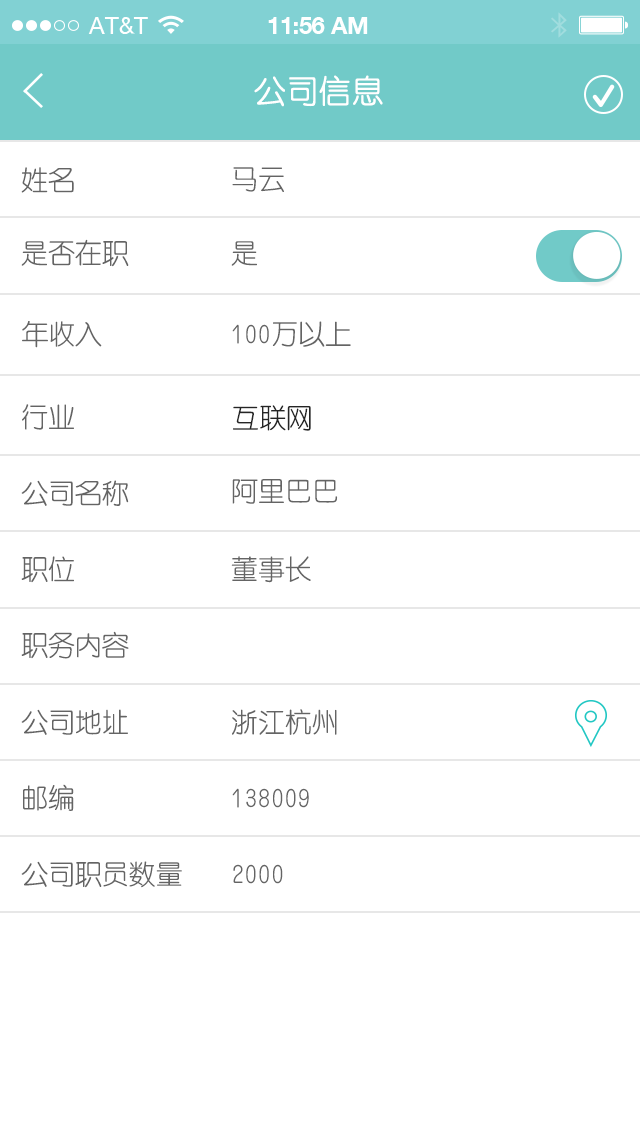 AT&T 11:56 AM
公司信息
姓名 马云
是否在职 是
年收入 100万以上
行业 互联网
公司名称 阿里巴巴
职位 董事长
职务内容
公司地址 浙江杭州
邮编 138009
公司职员数量 2000